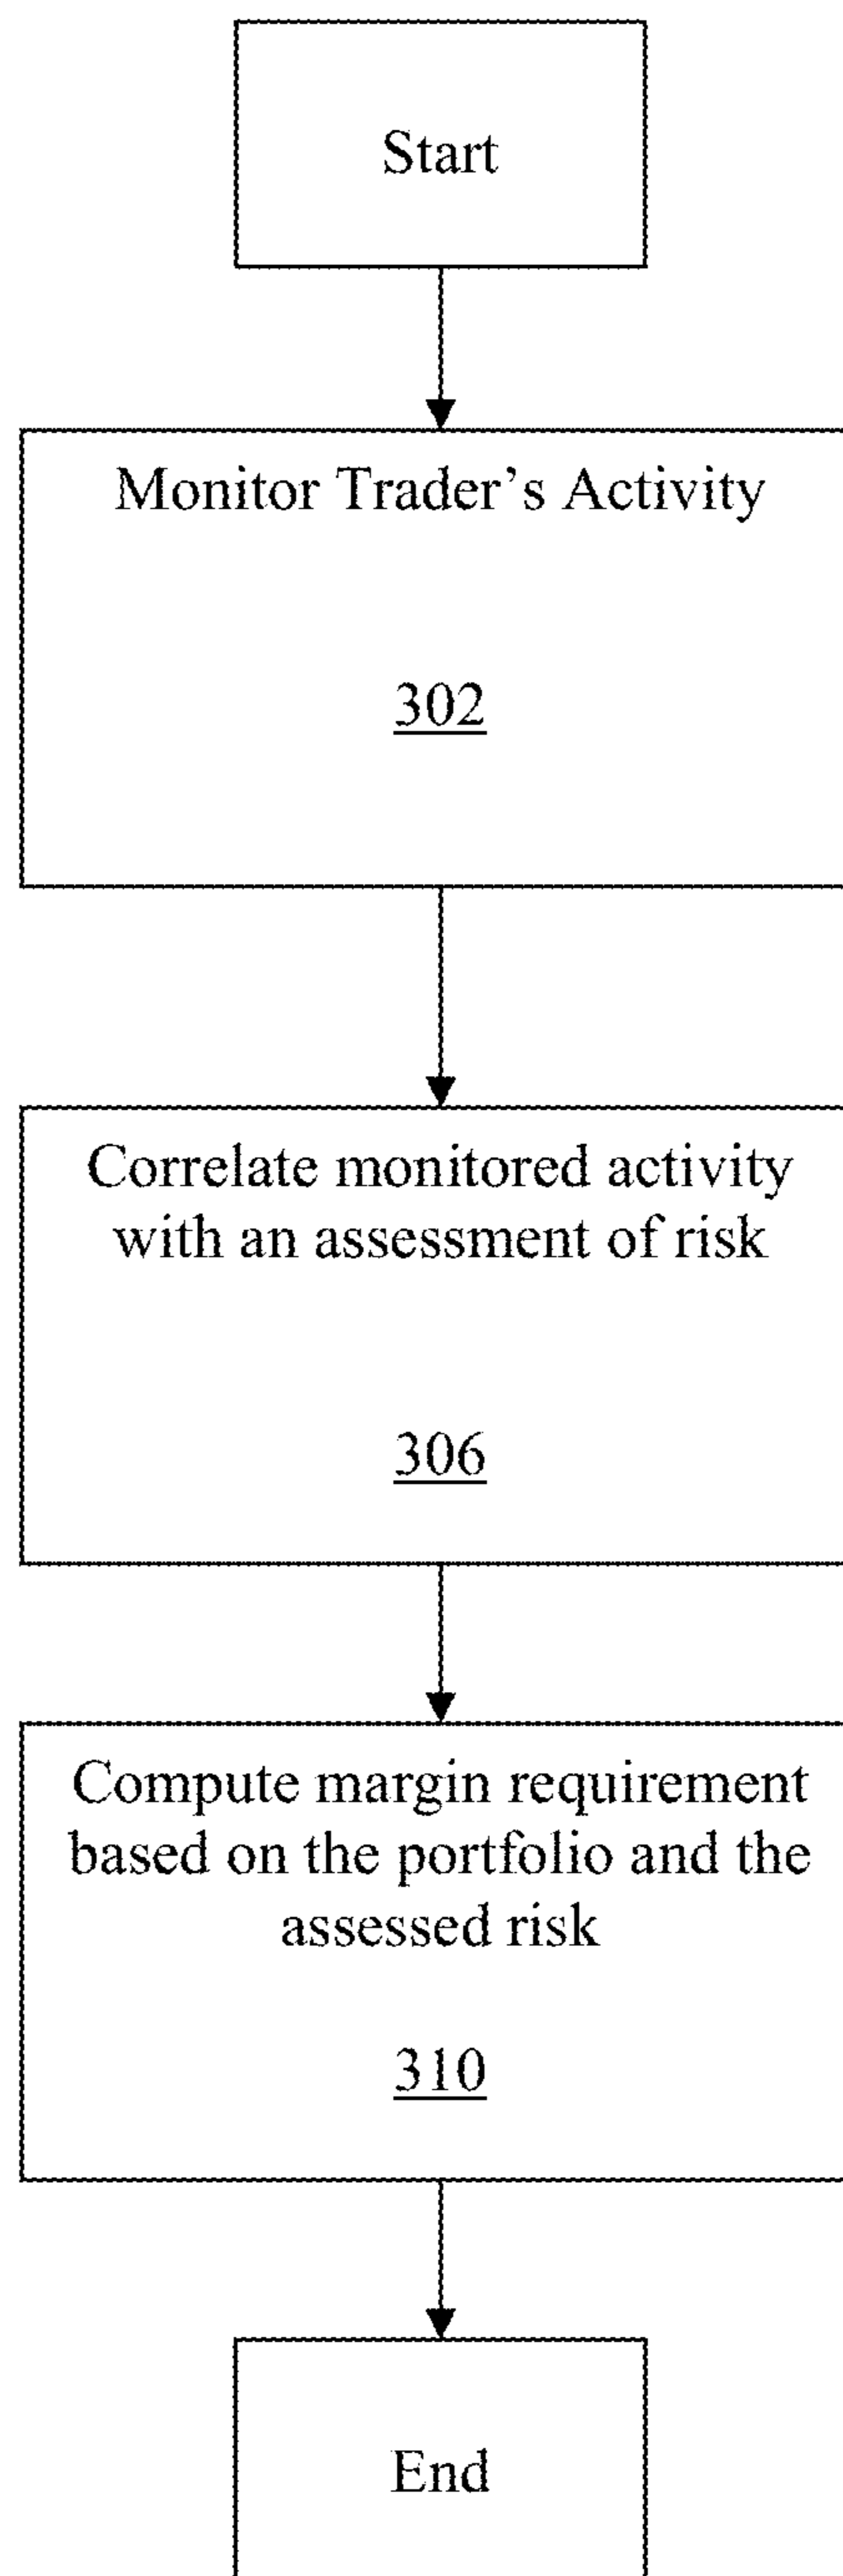 Start
Monitor Trader's Activity
302
Correlate monitored activity
with an assessment of risk
306
Compute margin requirement
based on the portfolio and the
assessed risk
310
End